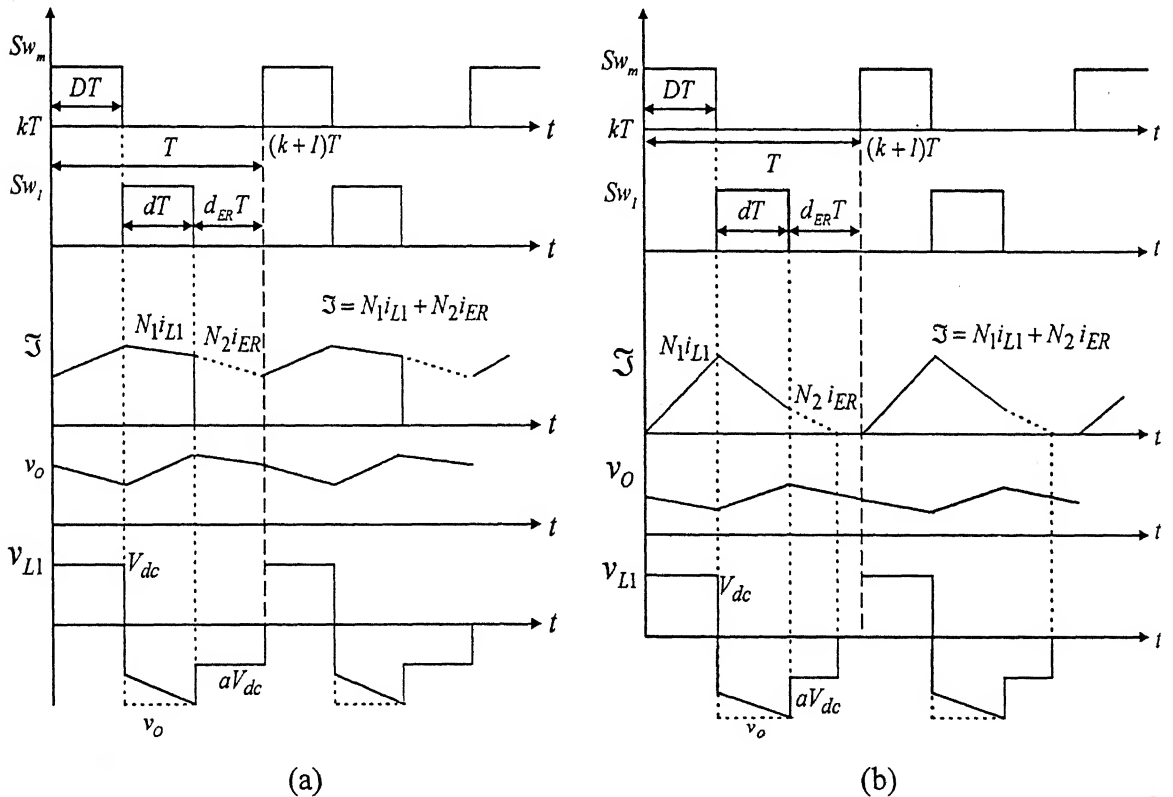 Sw_m
DT
kT
t
T
(k+1)T
Sw_l
dT
d_ER T
t
ℑ = N_1 i_L1 + N_2 i_ER
N_1 i_L1
N_2 i_ER
ℑ
t
v_o
t
v_L1
V_dc
t
aV_dc
v_o
(a)
Sw_m
DT
kT
t
T
(k+1)T
Sw_l
dT
d_ER T
t
ℑ = N_1 i_L1 + N_2 i_ER
N_1 i_L1
N_2 i_ER
ℑ
t
v_o
t
v_L1
V_dc
t
aV_dc
v_o
(b)